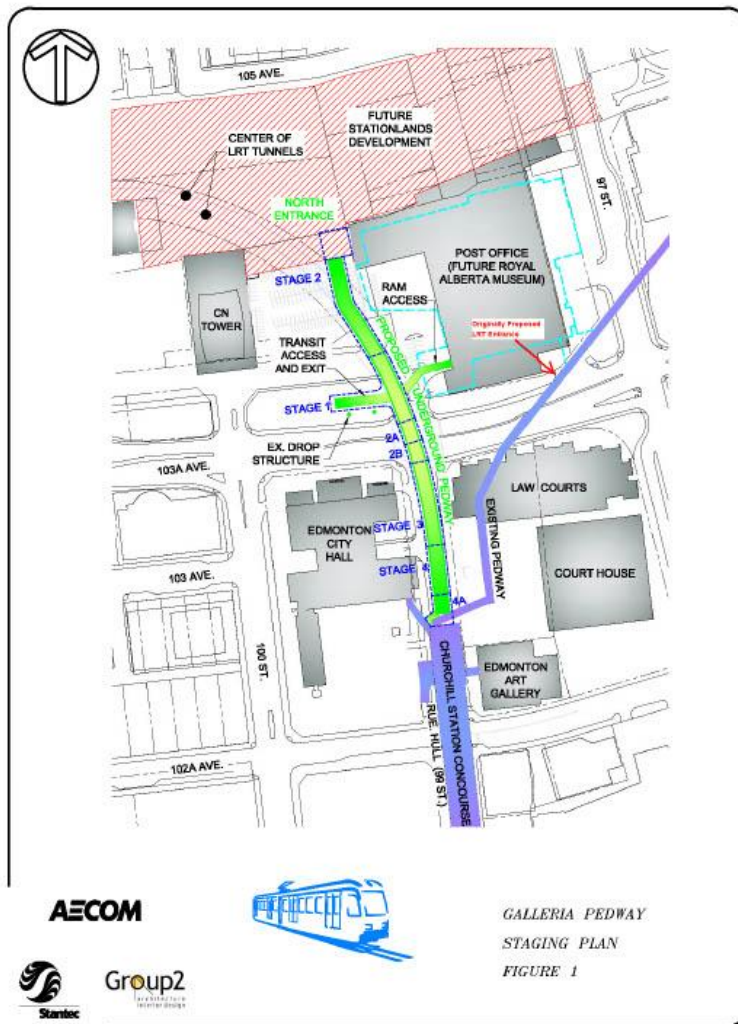 105 AVE.
FUTURE
STATIONLANDS
DEVELOPMENT
CENTER OF
LRT TUNNELS
NORTH
ENTRANCE
97 ST.
POST OFFICE
(FUTURE ROYAL
ALBERTA MUSEUM)
STAGE 2
RAM
ACCESS
CN
TOWER
Originally Proposed
LRT Entrance
TRANSIT
ACCESS
AND EXIT
PROPOSED UNDERGROUND PEDWAY
STAGE 1
2A
EX. DROP
STRUCTURE
2B
103A AVE.
LAW COURTS
EDMONTON
CITY
HALL
STAGE 3
EXISTING PEDWAY
STAGE 4
COURT HOUSE
103 AVE.
4A
100 ST.
CHURCHILL STATION CONCOURSE
EDMONTON
ART
GALLERY
RUE. HULL (99 ST.)
102A AVE.
AECOM
GALLERIA PEDWAY
STAGING PLAN
FIGURE 1
Stantec
Group2
architecture
interior design